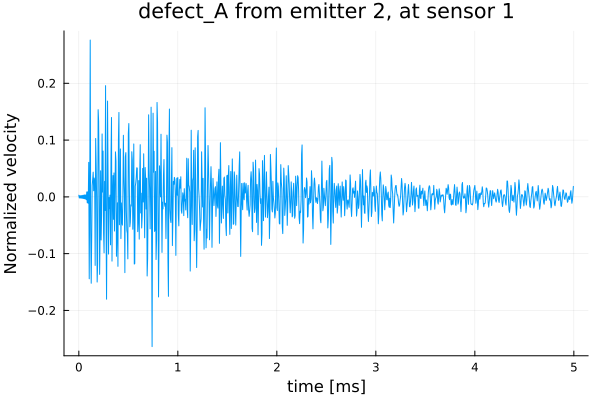 defect_A from emitter 2, at sensor 1
Normalized velocity
0.2
0.1
0.0
−0.1
−0.2
0 1 2 3 4 5
time [ms]